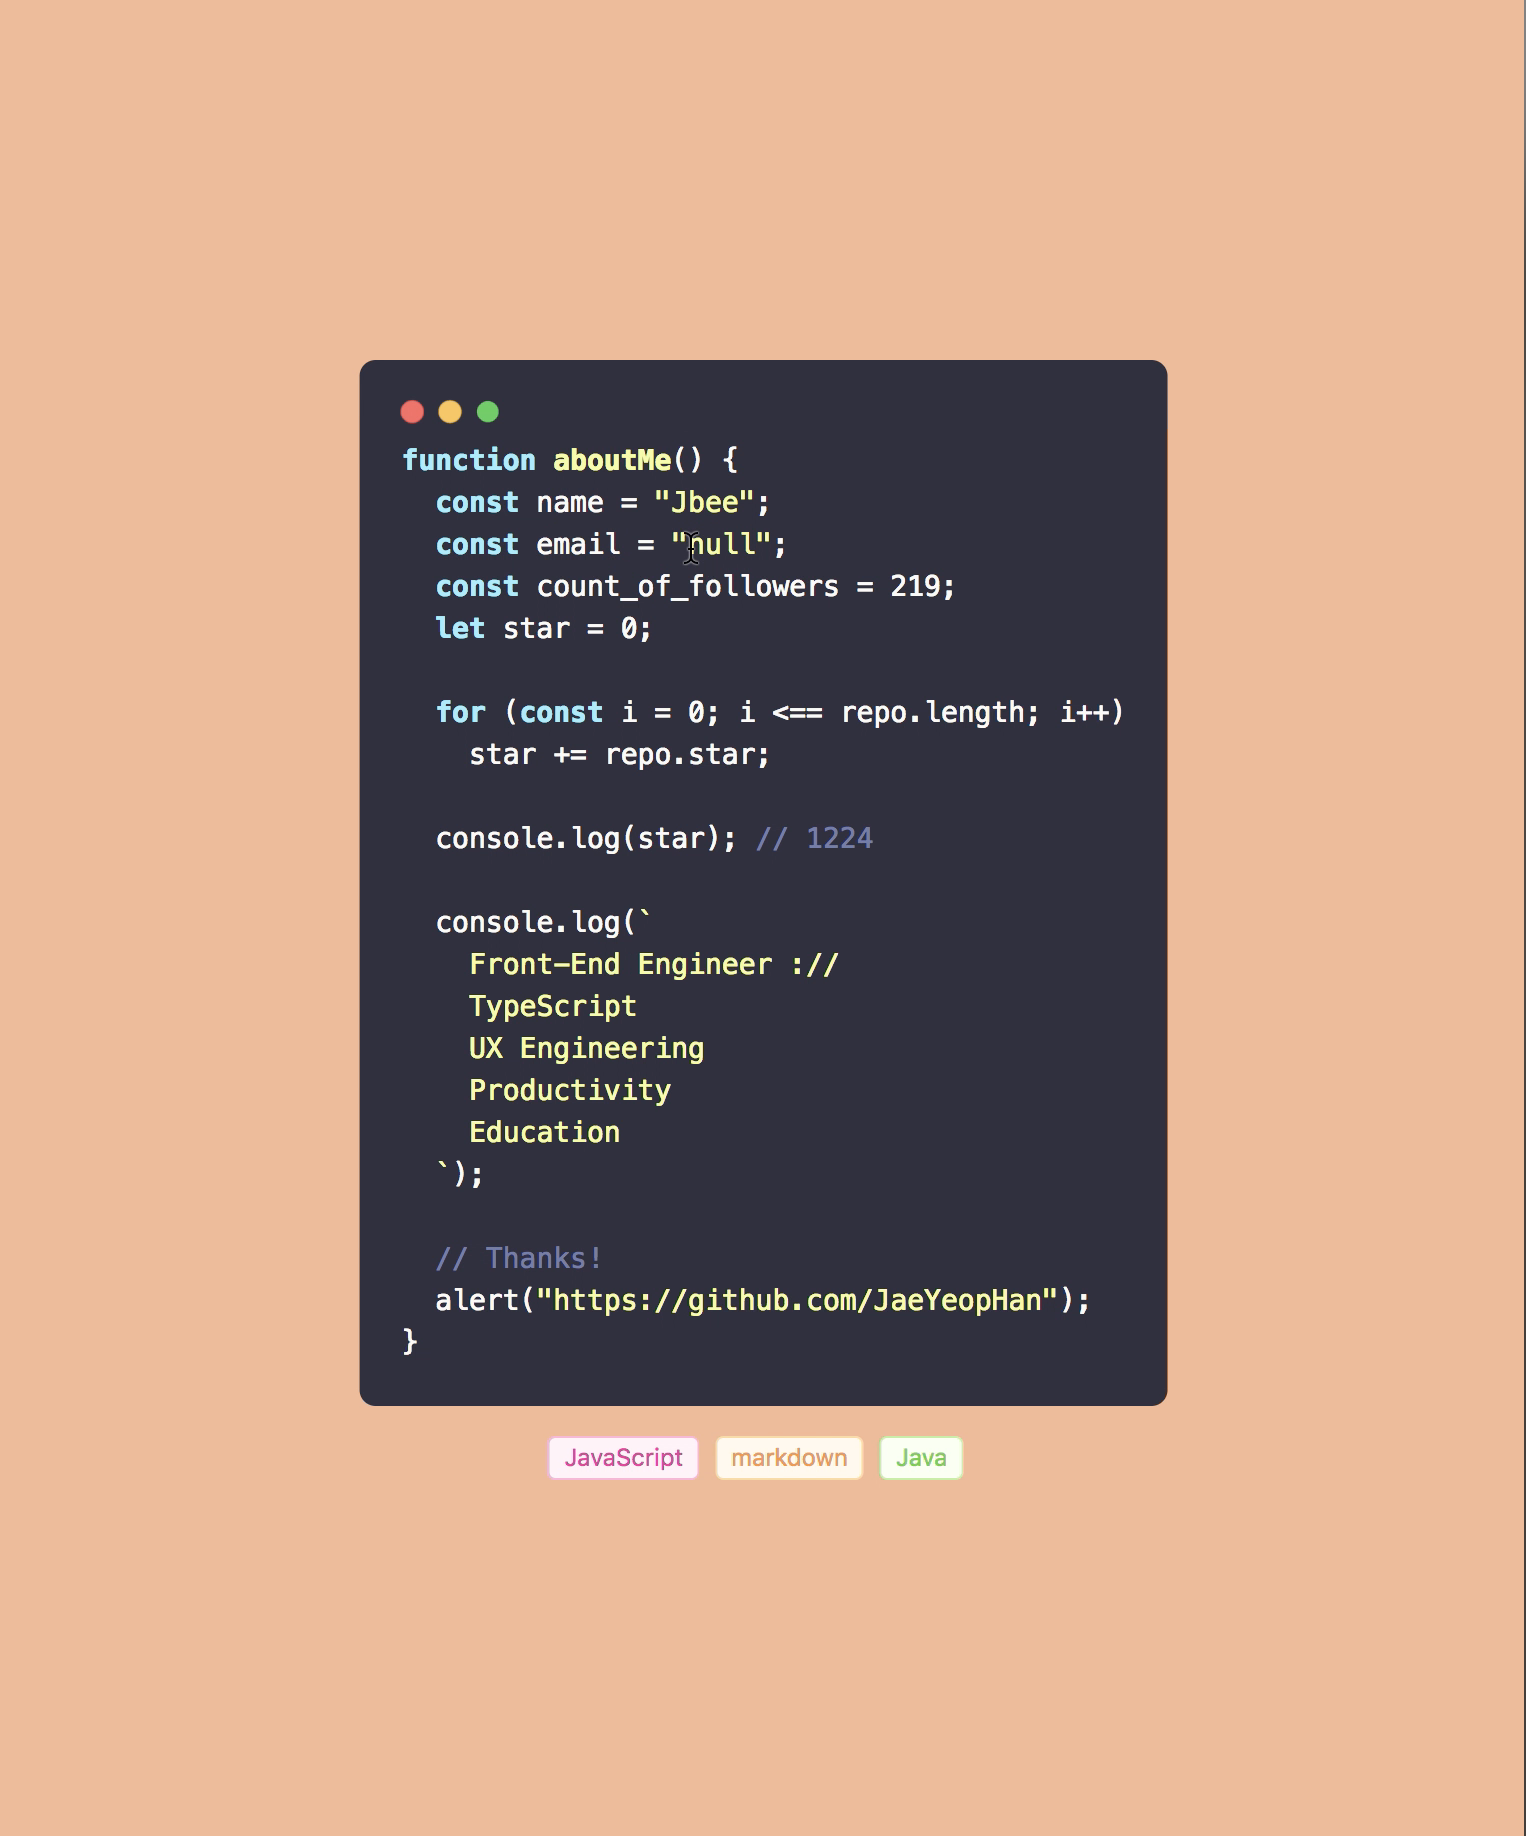 function aboutMe() {
  const name = "Jbee";
  const email = "null";
  const count_of_followers = 219;
  let star = 0;

  for (const i = 0; i <== repo.length; i++)
    star += repo.star;

  console.log(star); // 1224

  console.log(`
    Front-End Engineer ://
    TypeScript
    UX Engineering
    Productivity
    Education
  `);

  // Thanks!
  alert("https://github.com/JaeYeopHan");
}
JavaScript markdown Java